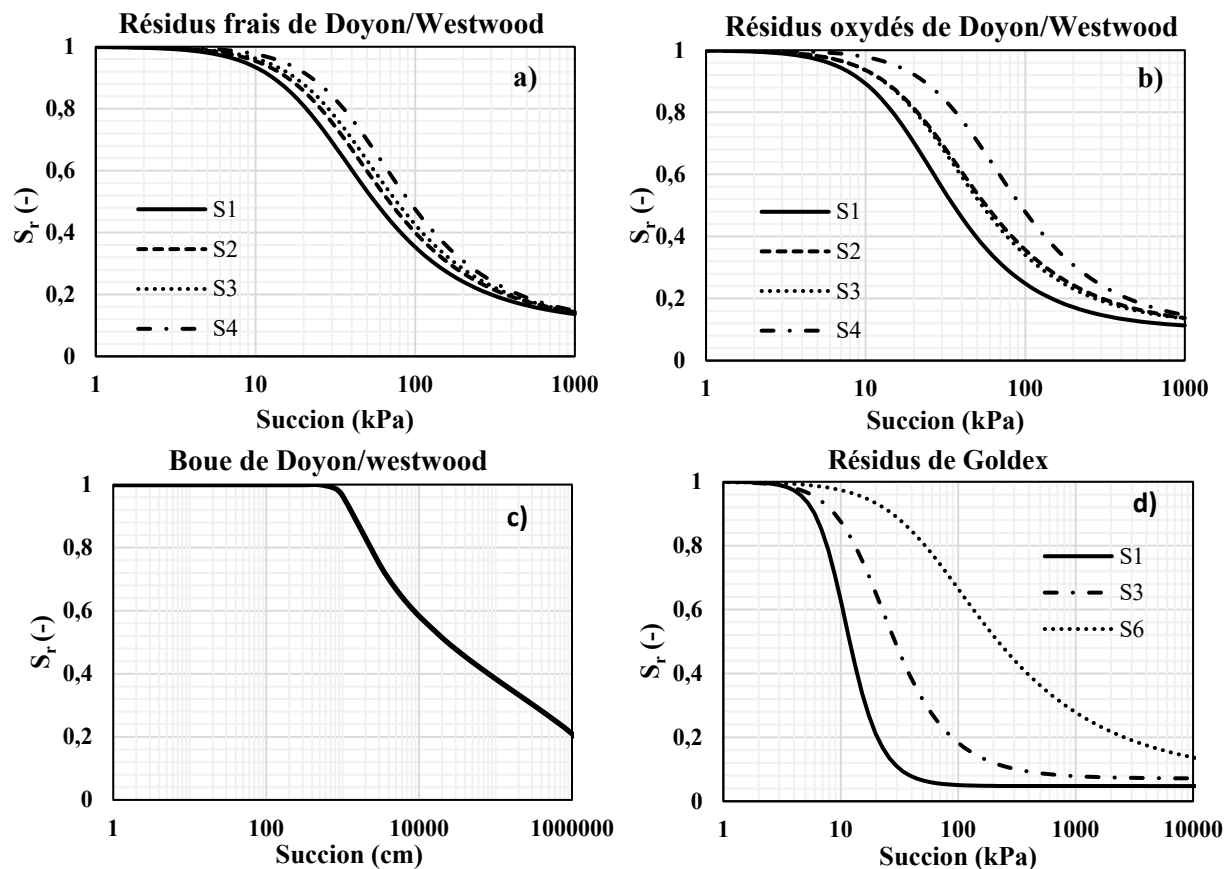 Résidus frais de Doyon/Westwood
a)
1
0,8
0,6
0,4
0,2
0
S1
S2
S3
S4
Sr (-)
1 10 100 1000
Succion (kPa)
Résidus oxydés de Doyon/Westwood
b)
1
0,8
0,6
0,4
0,2
0
S1
S2
S3
S4
Sr (-)
1 10 100 1000
Succion (kPa)
Boue de Doyon/westwood
c)
1
0,8
0,6
0,4
0,2
0
Sr (-)
1 100 10000 1000000
Succion (cm)
Résidus de Goldex
d)
1
0,8
0,6
0,4
0,2
0
S1
S3
S6
Sr (-)
1 10 100 1000 10000
Succion (kPa)